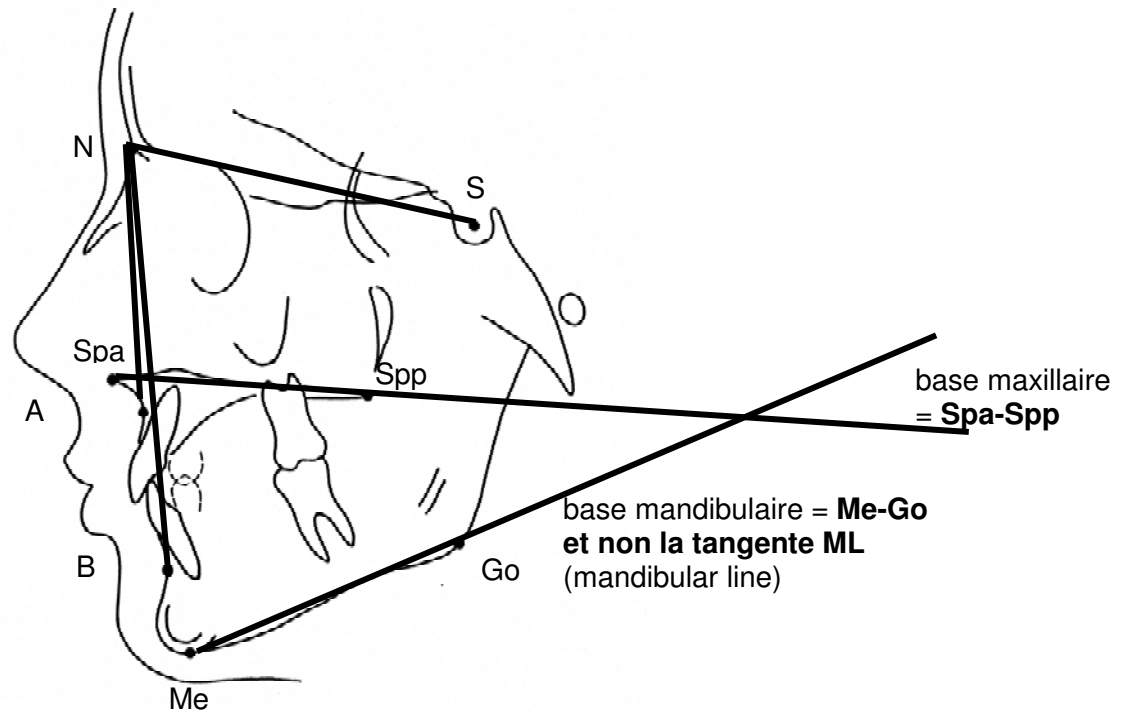 N
S
Spa
Spp
base maxillaire
= Spa-Spp
A
base mandibulaire = Me-Go
et non la tangente ML
(mandibular line)
B
Go
Me